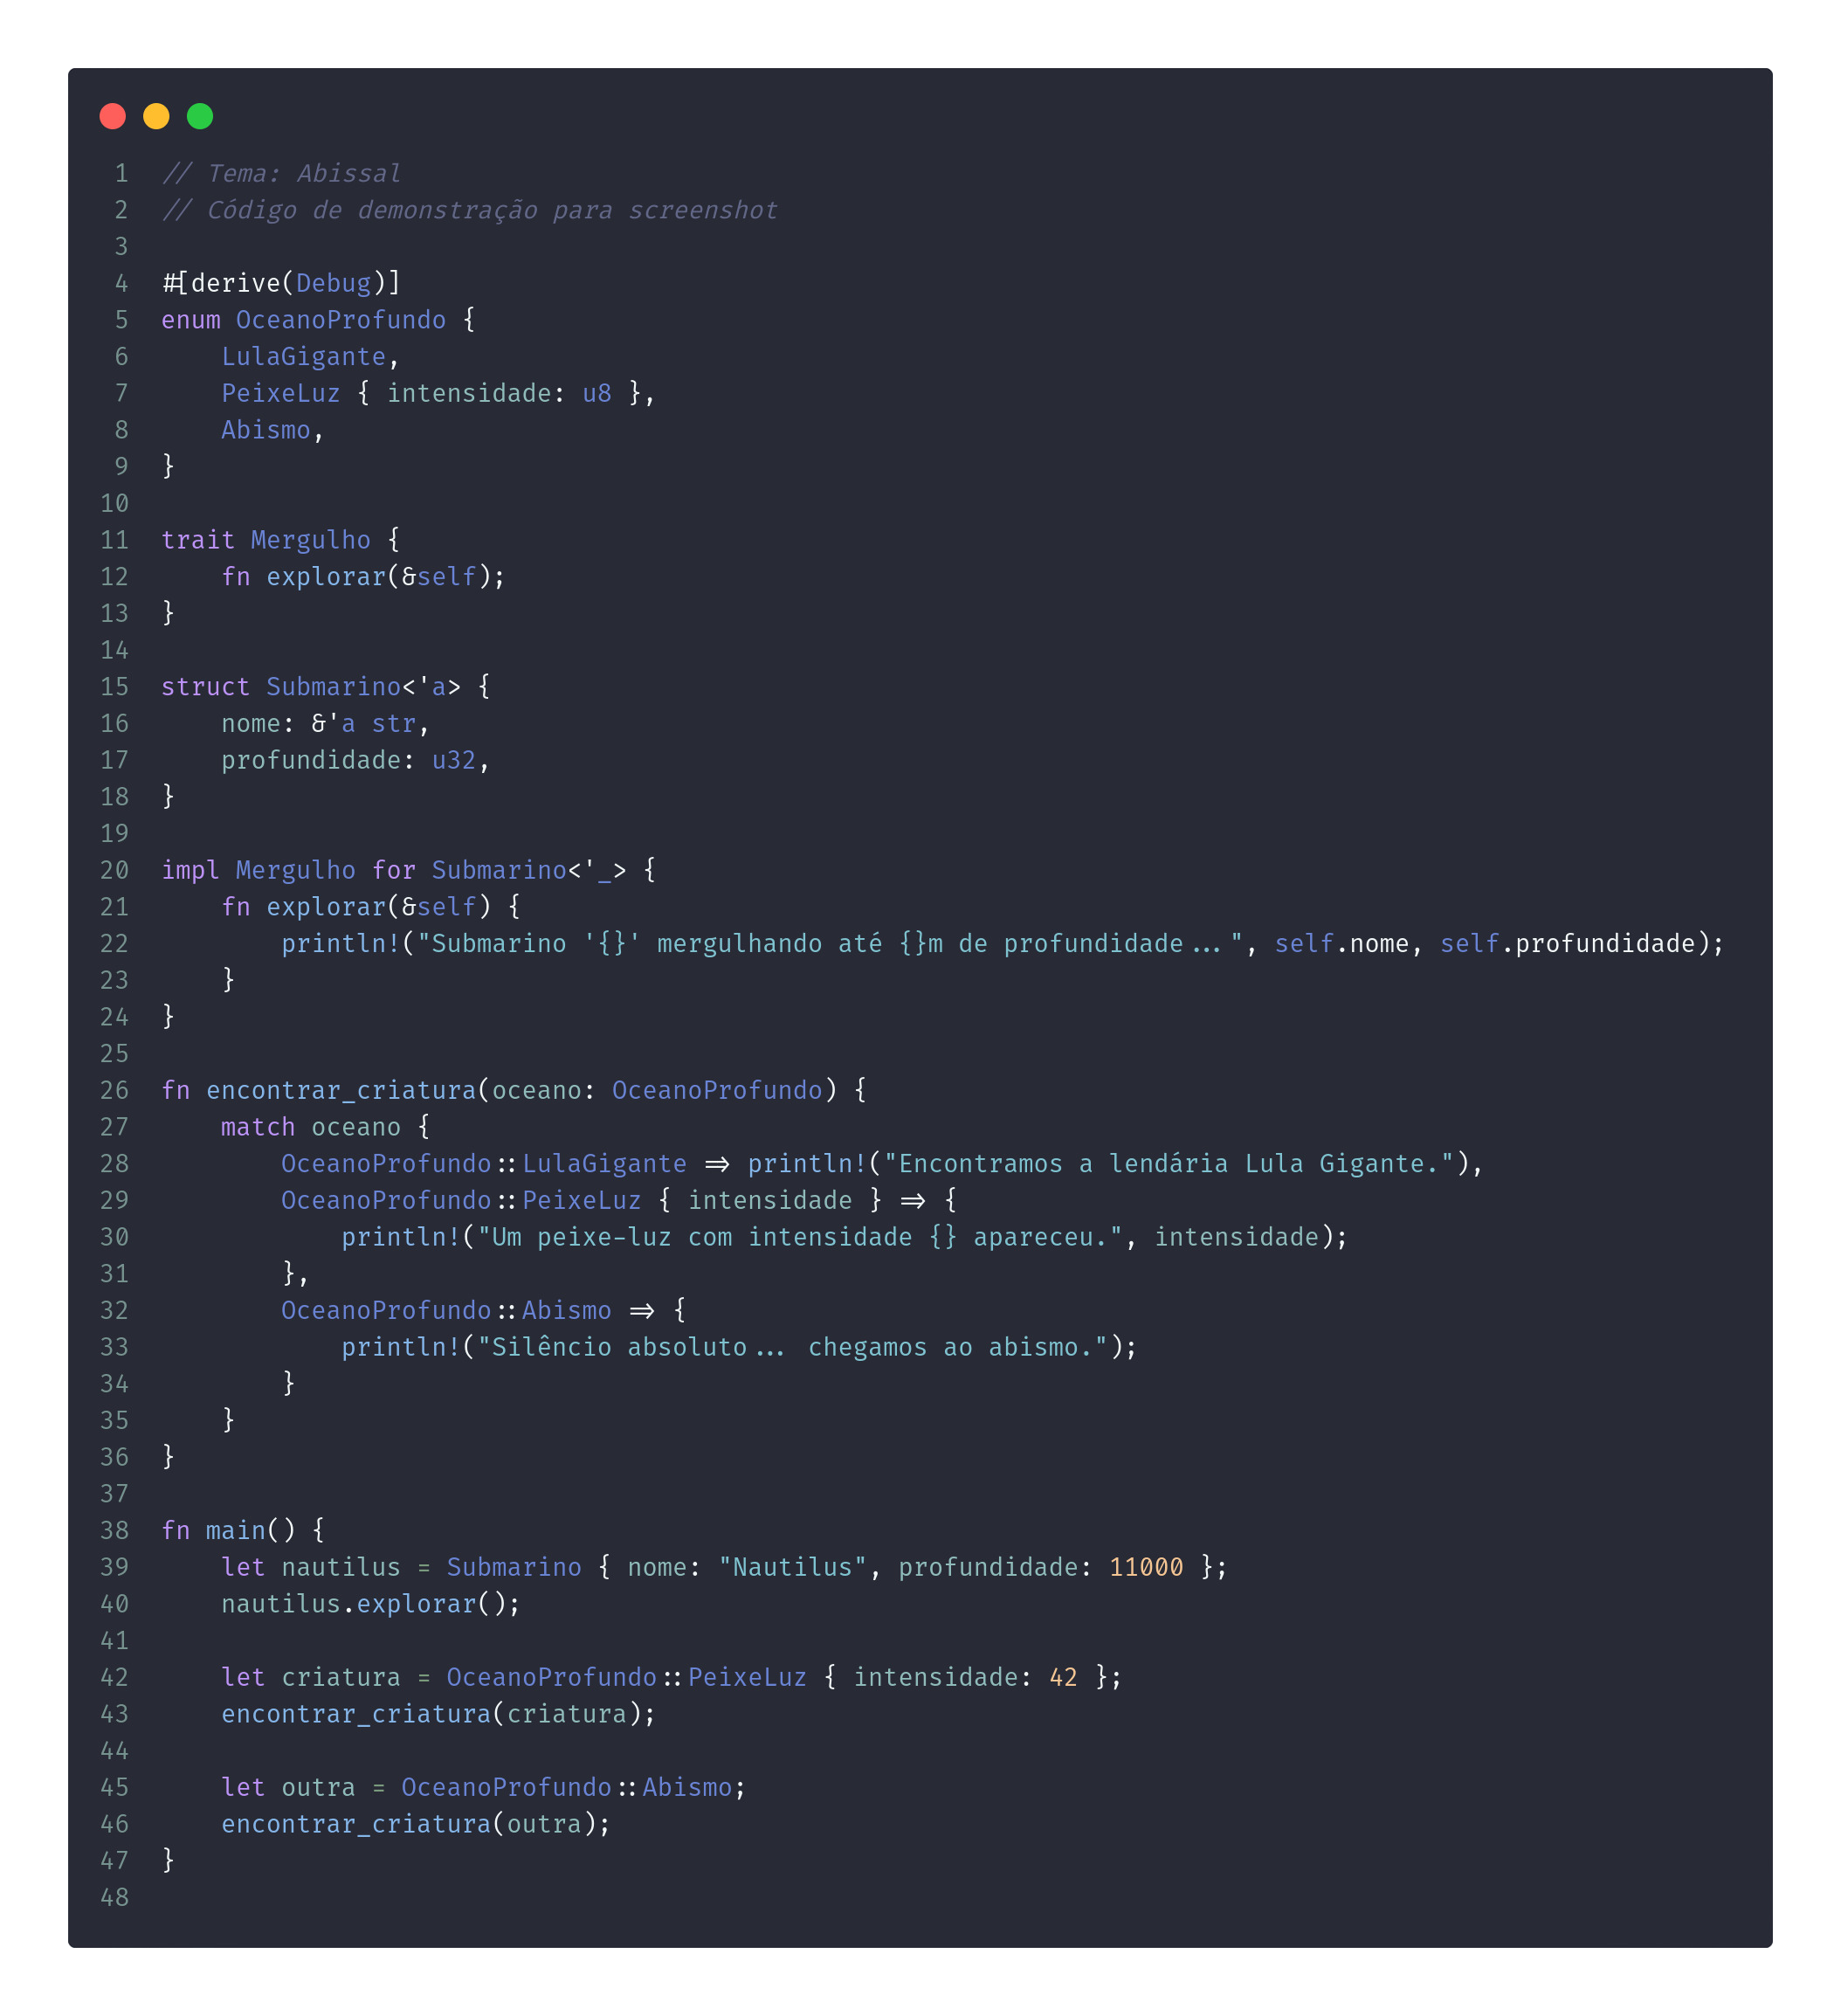 1 // Tema: Abissal
2 // Código de demonstração para screenshot
3
4 #[derive(Debug)]
5 enum OceanoProfundo {
6     LulaGigante,
7     PeixeLuz { intensidade: u8 },
8     Abismo,
9 }
10
11 trait Mergulho {
12     fn explorar(&self);
13 }
14
15 struct Submarino<'a> {
16     nome: &'a str,
17     profundidade: u32,
18 }
19
20 impl Mergulho for Submarino<'_> {
21     fn explorar(&self) {
22         println!("Submarino '{}' mergulhando até {}m de profundidade...", self.nome, self.profundidade);
23     }
24 }
25
26 fn encontrar_criatura(oceano: OceanoProfundo) {
27     match oceano {
28         OceanoProfundo::LulaGigante => println!("Encontramos a lendária Lula Gigante."),
29         OceanoProfundo::PeixeLuz { intensidade } => {
30             println!("Um peixe-luz com intensidade {} apareceu.", intensidade);
31         },
32         OceanoProfundo::Abismo => {
33             println!("Silêncio absoluto... chegamos ao abismo.");
34         }
35     }
36 }
37
38 fn main() {
39     let nautilus = Submarino { nome: "Nautilus", profundidade: 11000 };
40     nautilus.explorar();
41
42     let criatura = OceanoProfundo::PeixeLuz { intensidade: 42 };
43     encontrar_criatura(criatura);
44
45     let outra = OceanoProfundo::Abismo;
46     encontrar_criatura(outra);
47 }
48